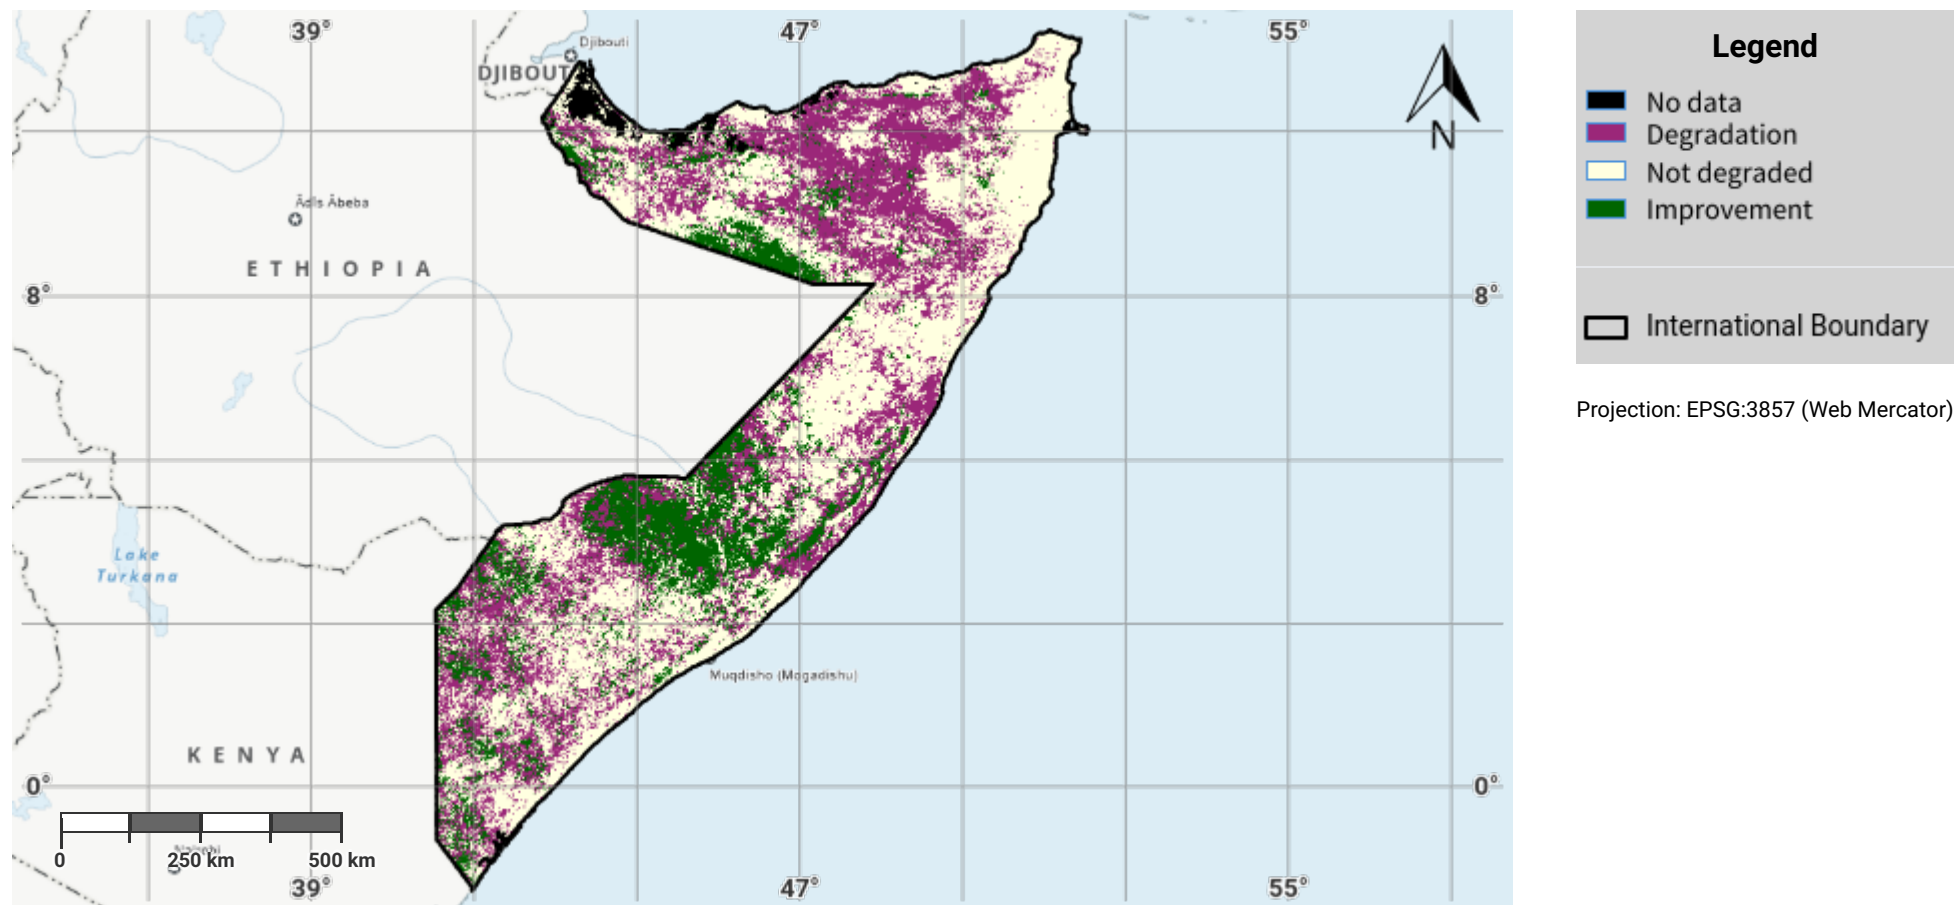 39°
47°
55°
Djibouti
DJIBOUT
N
Ādīs Ābeba
ETHIOPIA
8°
8°
Lake
Turkana
Muqdisho (Mogadishu)
KENYA
0°
0°
0
250 km
500 km
39°
47°
55°
Legend
No data
Degradation
Not degraded
Improvement
International Boundary
Projection: EPSG:3857 (Web Mercator)